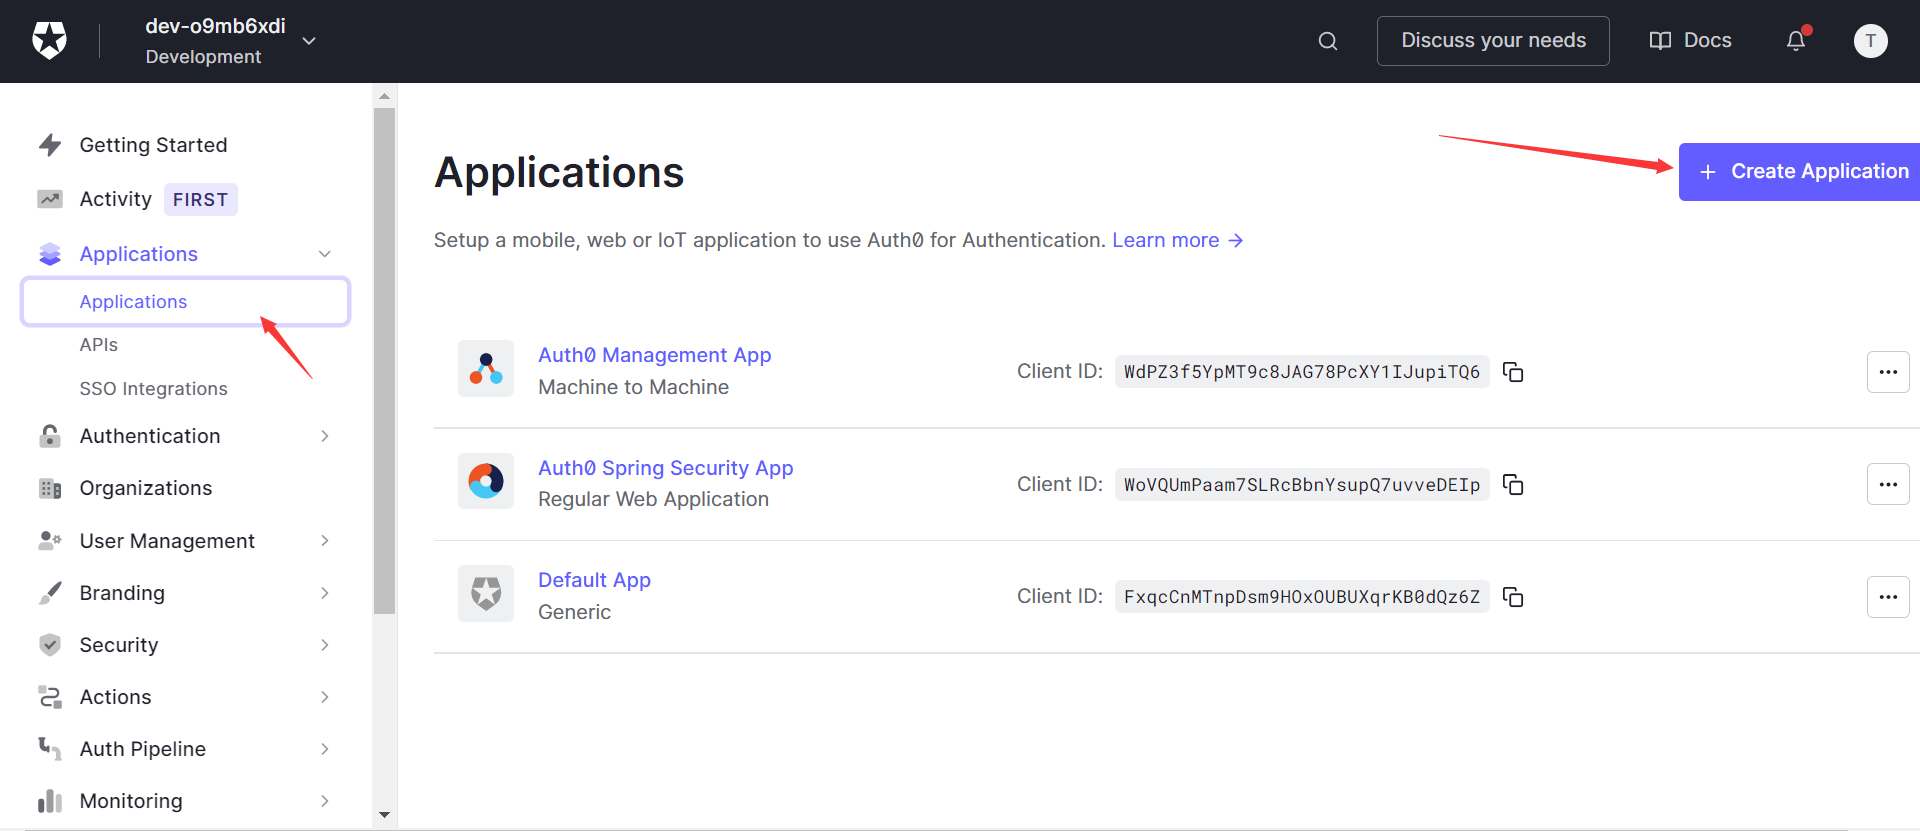 dev-o9mb6xdi
Development
Discuss your needs
Docs
T
Getting Started
Activity FIRST
Applications
Applications
APIs
SSO Integrations
Authentication
Organizations
User Management
Branding
Security
Actions
Auth Pipeline
Monitoring
Applications
+ Create Application
Setup a mobile, web or IoT application to use Auth0 for Authentication. Learn more →
Auth0 Management App
Machine to Machine
Client ID: WdPZ3f5YpMT9c8JAG78PcXY1IJupiTQ6
Auth0 Spring Security App
Regular Web Application
Client ID: WoVQUmPaam7SLRcBbnYsupQ7uvveDEIp
Default App
Generic
Client ID: FxqcCnMTnpDsm9HOxOUBUXqrKB0dQz6Z